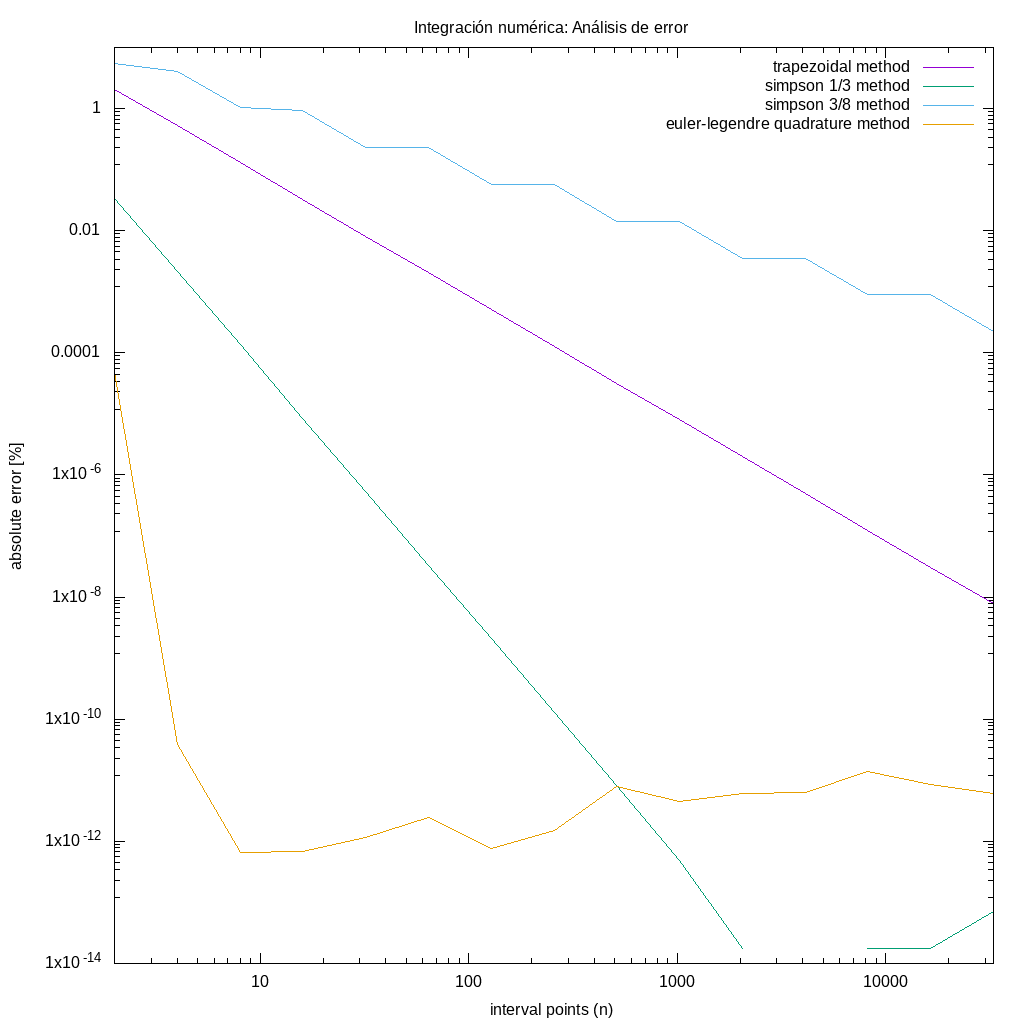 Integración numérica: Análisis de error
trapezoidal method
simpson 1/3 method
simpson 3/8 method
euler-legendre quadrature method
1
0.01
0.0001
1x10-6
1x10-8
1x10-10
1x10-12
1x10-14
absolute error [%]
10
100
1000
10000
interval points (n)